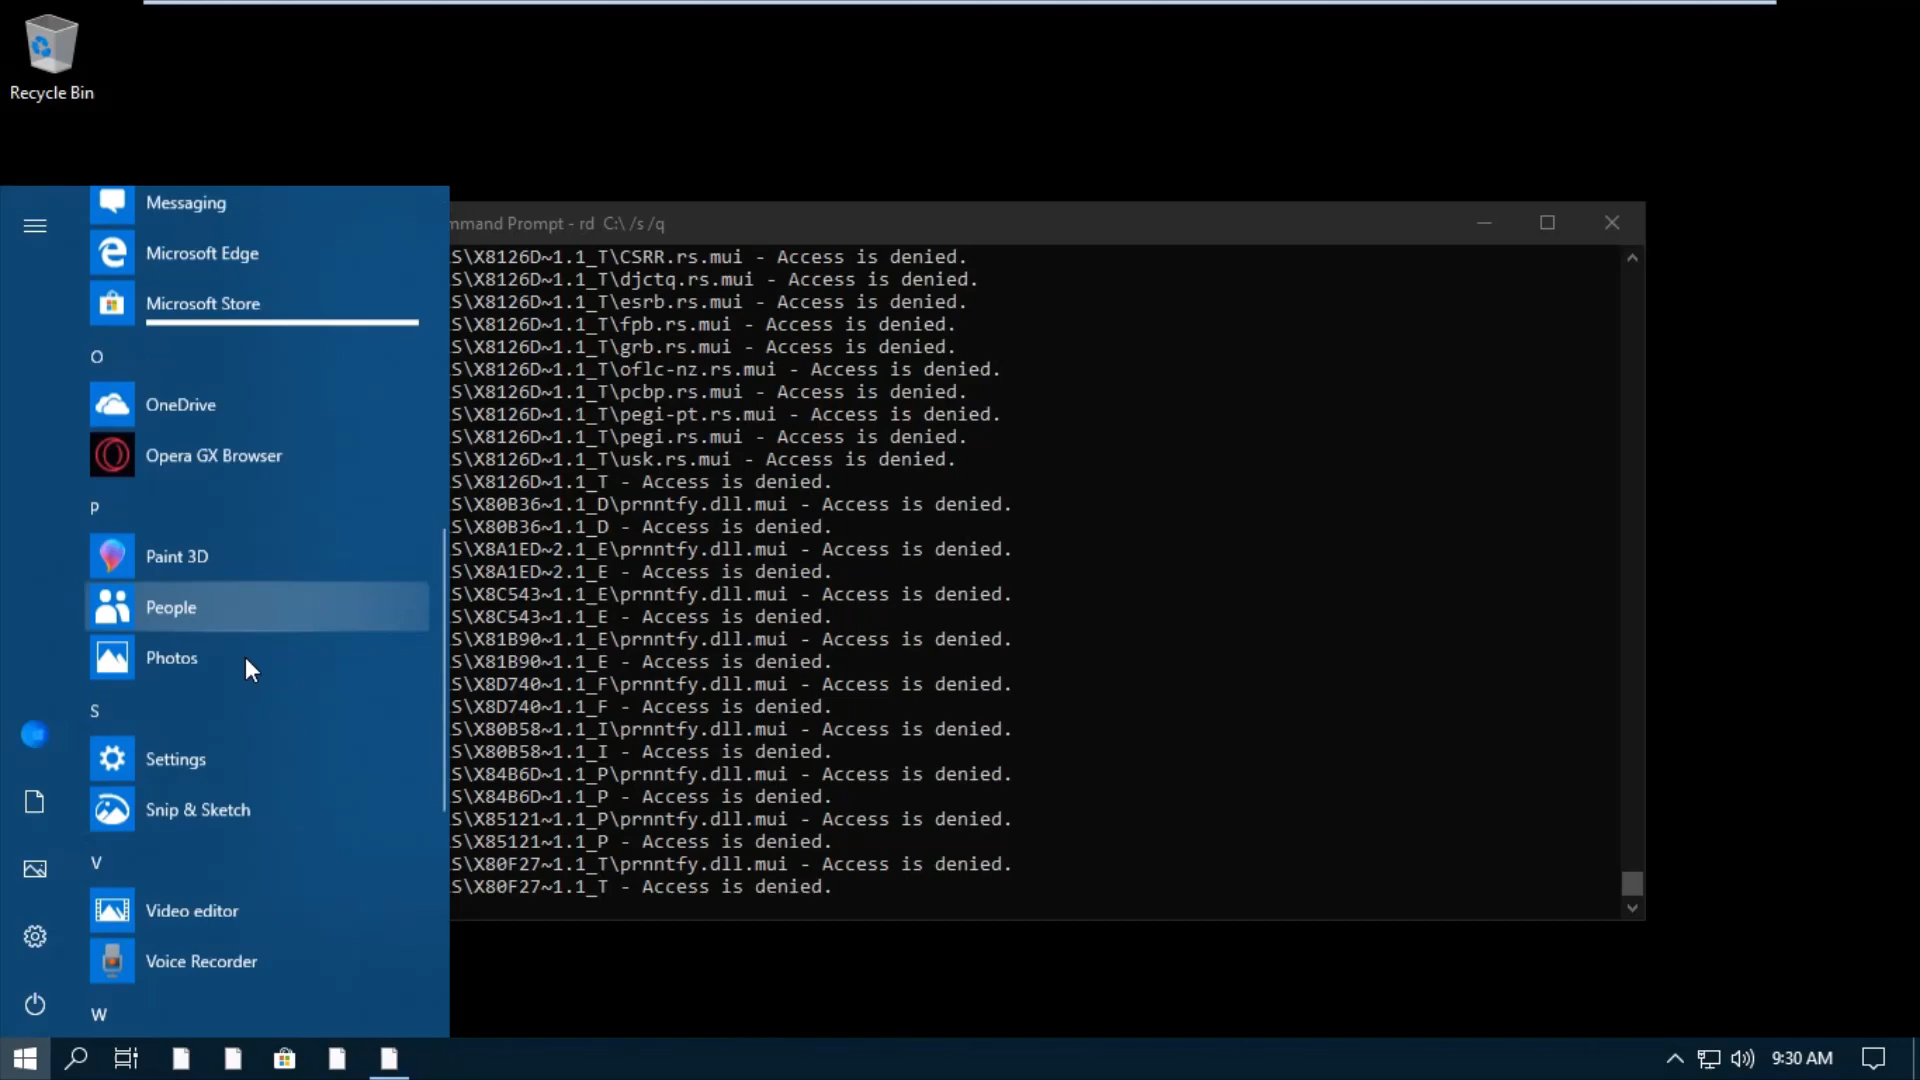 Recycle Bin
Messaging
Microsoft Edge
Microsoft Store
O
OneDrive
Opera GX Browser
P
Paint 3D
People
Photos
S
Settings
Snip & Sketch
V
Video editor
Voice Recorder
W
mmand Prompt - rd  C:\ /s /q
S\X8126D~1.1_T\CSRR.rs.mui - Access is denied.
S\X8126D~1.1_T\djctq.rs.mui - Access is denied.
S\X8126D~1.1_T\esrb.rs.mui - Access is denied.
S\X8126D~1.1_T\fpb.rs.mui - Access is denied.
S\X8126D~1.1_T\grb.rs.mui - Access is denied.
S\X8126D~1.1_T\oflc-nz.rs.mui - Access is denied.
S\X8126D~1.1_T\pcbp.rs.mui - Access is denied.
S\X8126D~1.1_T\pegi-pt.rs.mui - Access is denied.
S\X8126D~1.1_T\pegi.rs.mui - Access is denied.
S\X8126D~1.1_T\usk.rs.mui - Access is denied.
S\X8126D~1.1_T - Access is denied.
S\X80B36~1.1_D\prnntfy.dll.mui - Access is denied.
S\X80B36~1.1_D - Access is denied.
S\X8A1ED~2.1_E\prnntfy.dll.mui - Access is denied.
S\X8A1ED~2.1_E - Access is denied.
S\X8C543~1.1_E\prnntfy.dll.mui - Access is denied.
S\X8C543~1.1_E - Access is denied.
S\X81B90~1.1_E\prnntfy.dll.mui - Access is denied.
S\X81B90~1.1_E - Access is denied.
S\X8D740~1.1_F\prnntfy.dll.mui - Access is denied.
S\X8D740~1.1_F - Access is denied.
S\X80B58~1.1_I\prnntfy.dll.mui - Access is denied.
S\X80B58~1.1_I - Access is denied.
S\X84B6D~1.1_P\prnntfy.dll.mui - Access is denied.
S\X84B6D~1.1_P - Access is denied.
S\X85121~1.1_P\prnntfy.dll.mui - Access is denied.
S\X85121~1.1_P - Access is denied.
S\X80F27~1.1_T\prnntfy.dll.mui - Access is denied.
S\X80F27~1.1_T - Access is denied.
9:30 AM